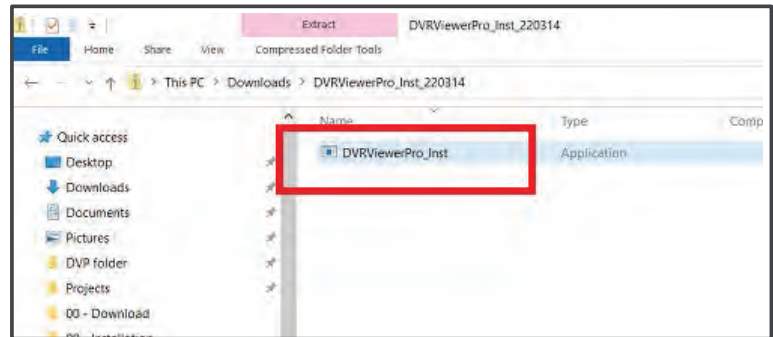 Extract DVRViewerPro_Inst_220314
File Home Share View Compressed Folder Tools
This PC > Downloads > DVRViewerPro_Inst_220314
Name Type Comp
Quick access
DVRViewerPro_Inst Application
Desktop
Downloads
Documents
Pictures
DVP folder
Projects
00 - Download